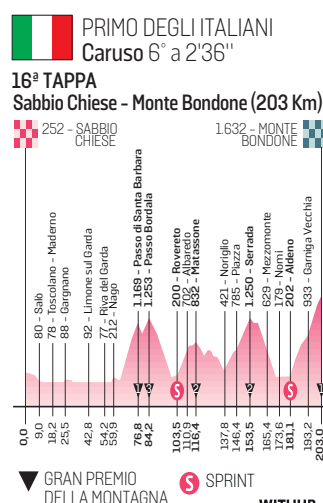 PRIMO DEGLI ITALIANI
Caruso 6° a 2'36"
16ª TAPPA
Sabbio Chiese - Monte Bondone (203 Km)
252 - SABBIO
CHIESE
1.632 - MONTE
BONDONE
80 - Salò
78 - Toscolano - Maderno
88 - Gargnano
92 - Limone sul Garda
77 - Riva del Garda
212 - Nago
1.169 - Passo di Santa Barbara
1.253 - Passo Bordala
200 - Rovereto
702 - Albaredo
832 - Matassone
421 - Noriglio
785 - Piazza
1.250 - Serrada
629 - Mezzomonte
179 - Nomi
202 - Aldeno
933 - Garniga Vecchia
1 3 S 2 2 S 1
0,0
9,0
18,2
25,5
42,8
54,2
59,9
76,8
84,2
103,5
110,9
116,4
137,8
146,4
153,5
165,4
173,6
181,1
193,2
203,0
GRAN PREMIO
DELLA MONTAGNA
S SPRINT